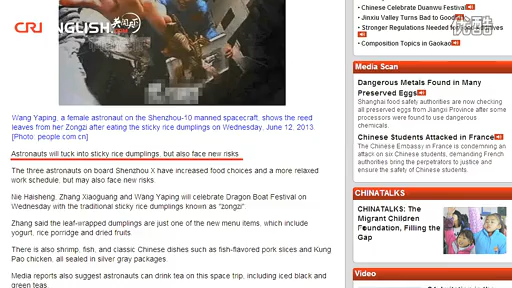 CRI ENGLISH
优酷
Wang Yaping, a female astronaut on the Shenzhou-10 manned spacecraft, shows the reed
leaves from her Zongzi after eating the sticky rice dumplings on Wednesday, June 12, 2013
[Photo: people.com.cn]
Astronauts will tuck into sticky rice dumplings, but also face new risks
The three astronauts on board Shenzhou X have increased food choices and a more relaxed
work schedule, but may also face new risks.
Nie Haisheng, Zhang Xiaoguang and Wang Yaping will celebrate Dragon Boat Festival on
Wednesday with the traditional sticky rice dumplings known as "zongzi".
Zhang said the leaf-wrapped dumplings are just one of the new menu items, which include
yogurt, rice porridge and dried fruits
There is also shrimp, fish, and classic Chinese dishes such as fish-flavored pork slices and Kung
Pao chicken, all sealed in silver gray packages.
Media reports also suggest astronauts can drink tea on this space trip, including iced black and
green teas.
• Chinese Celebrate Duanwu Festival
• Jinxiu Valley Turns Bad to Good
• Stronger Regulations Needed
• Composition Topics in Gaokao
Media Scan
Dangerous Metals Found in Many
Preserved Eggs
Shanghai food safety authorities are now checking
all preserved eggs from Jiangxi Province after some
processors were found to use dangerous
chemicals.
Chinese Students Attacked in France
The Chinese Embassy in France is condemning an
attack on six Chinese students, demanding French
authorities bring the perpetrators to justice and
ensure the safety of Chinese students.
CHINATALKS
CHINATALKS: The
Migrant Children
Foundation, Filling the
Gap
Video